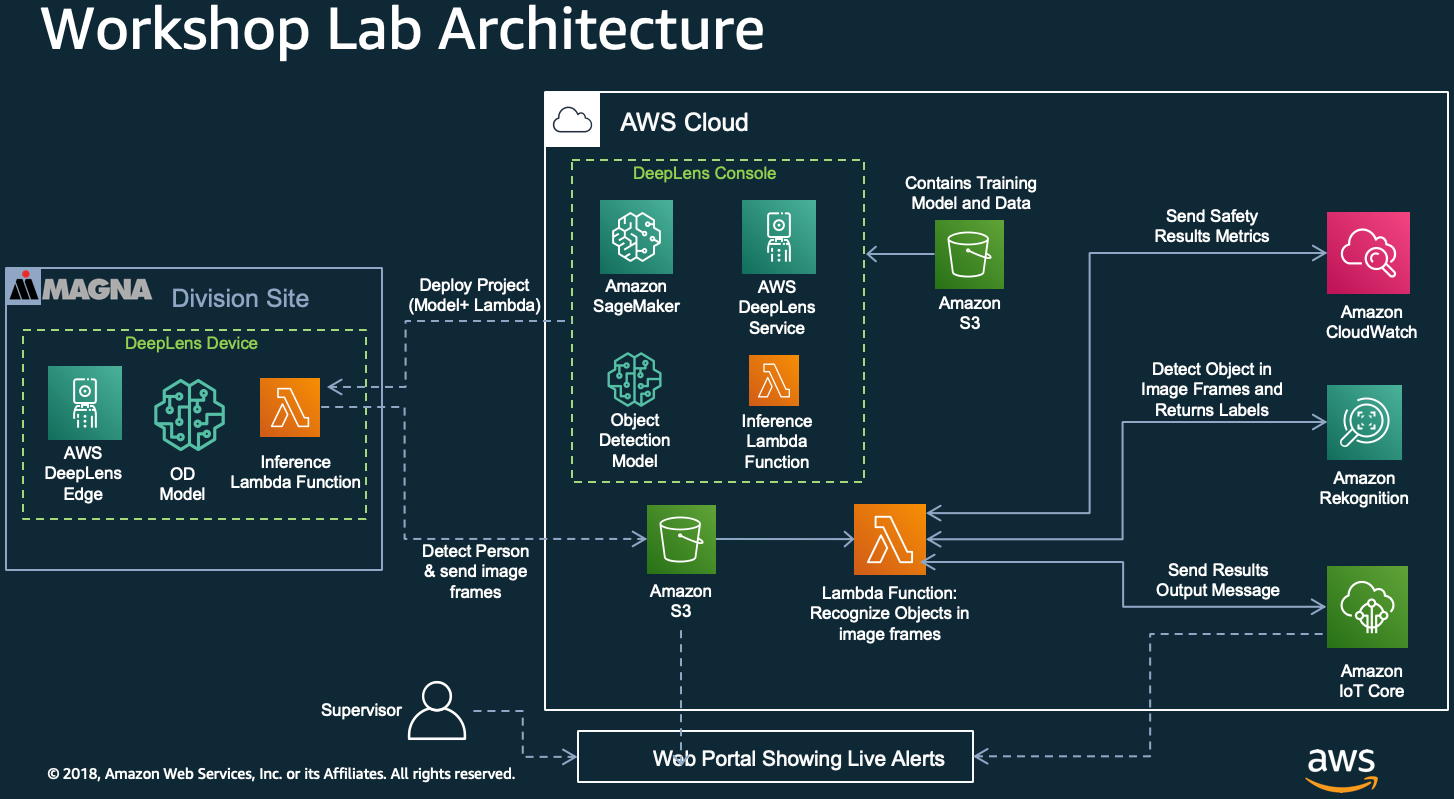 Workshop Lab Architecture
AWS Cloud
DeepLens Console
Amazon
SageMaker
AWS
DeepLens
Service
Object
Detection
Model
Inference
Lambda
Function
Contains Training
Model and Data
Amazon
S3
Send Safety
Results Metrics
Amazon
CloudWatch
Detect Object in
Image Frames and
Returns Labels
Amazon
Rekognition
Send Results
Output Message
Amazon
IoT Core
MAGNA
Division Site
DeepLens Device
AWS
DeepLens
Edge
OD
Model
Inference
Lambda Function
Deploy Project
(Model+ Lambda)
Detect Person
& send image
frames
Amazon
S3
Lambda Function:
Recognize Objects in
image frames
Supervisor
Web Portal Showing Live Alerts
© 2018, Amazon Web Services, Inc. or its Affiliates. All rights reserved.
aws